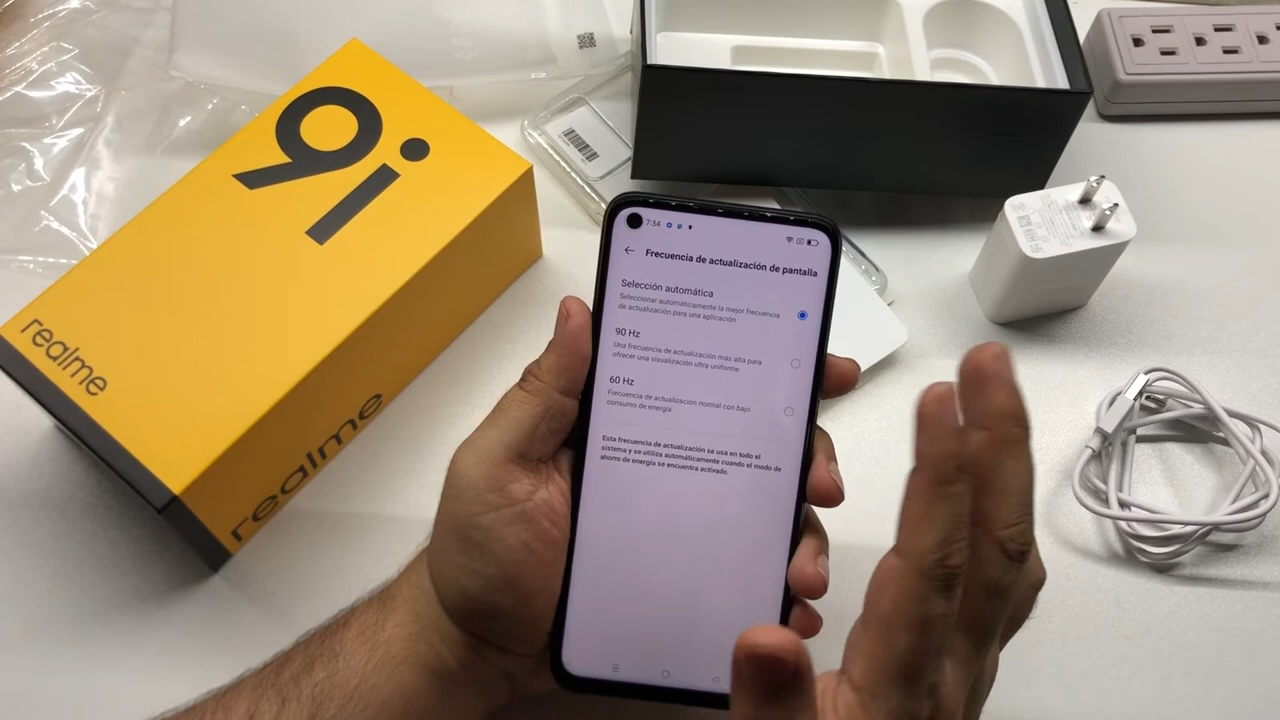 9i
realme
realme
7:34
Frecuencia de actualización de pantalla
Selección automática
Seleccionar automáticamente la mejor frecuencia
de actualización para una aplicación.
90 Hz
Una frecuencia de actualización más alta para
ofrecer una visualización ultra uniforme
60 Hz
Frecuencia de actualización normal con bajo
consumo de energía
Esta frecuencia de actualización se usa en todo el
sistema y se utiliza automáticamente cuando el modo de
ahorro de energía se encuentra activado.